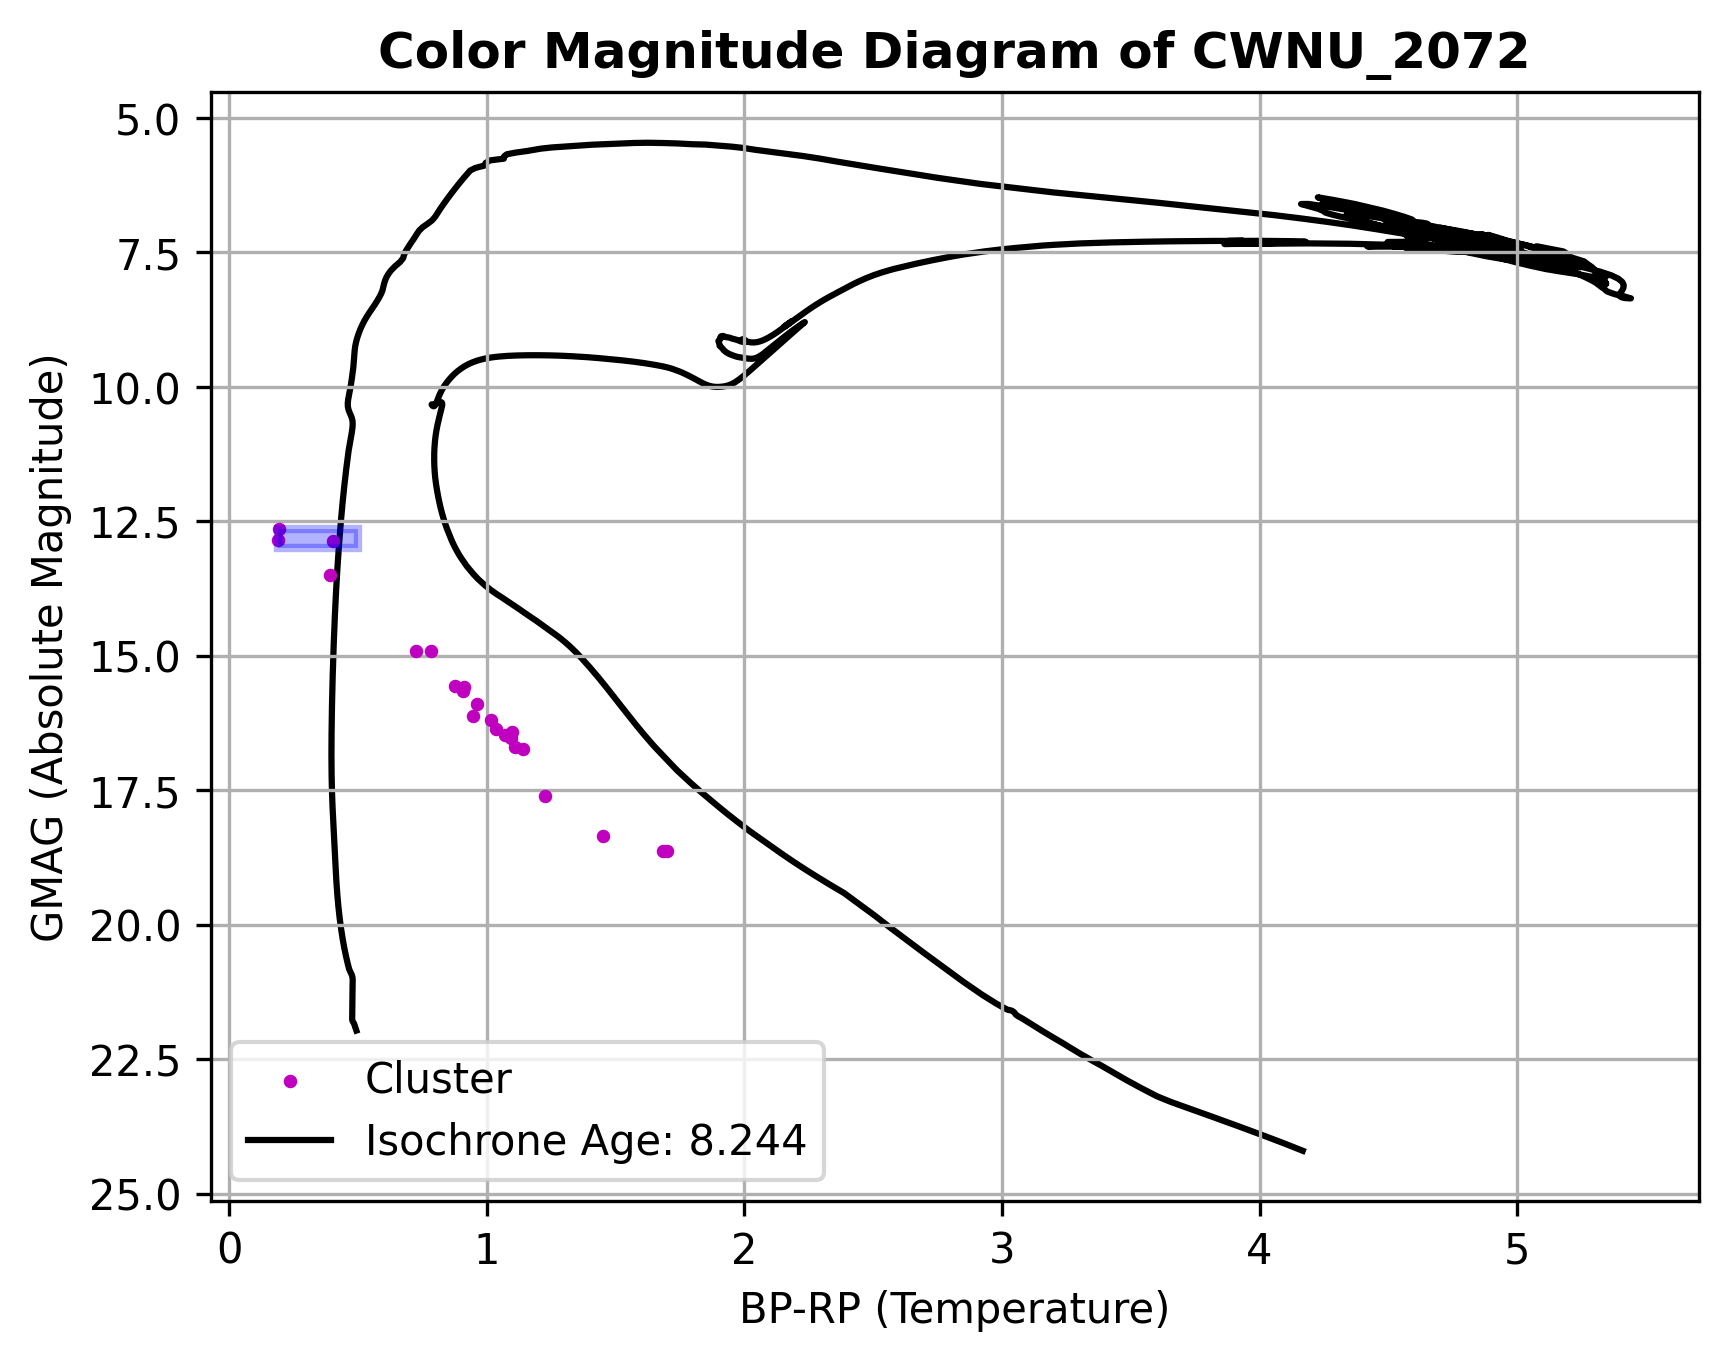 Color Magnitude Diagram of CWNU_2072
GMAG (Absolute Magnitude)
5.0
7.5
10.0
12.5
15.0
17.5
20.0
22.5
25.0
Cluster
Isochrone Age: 8.244
0 1 2 3 4 5
BP-RP (Temperature)